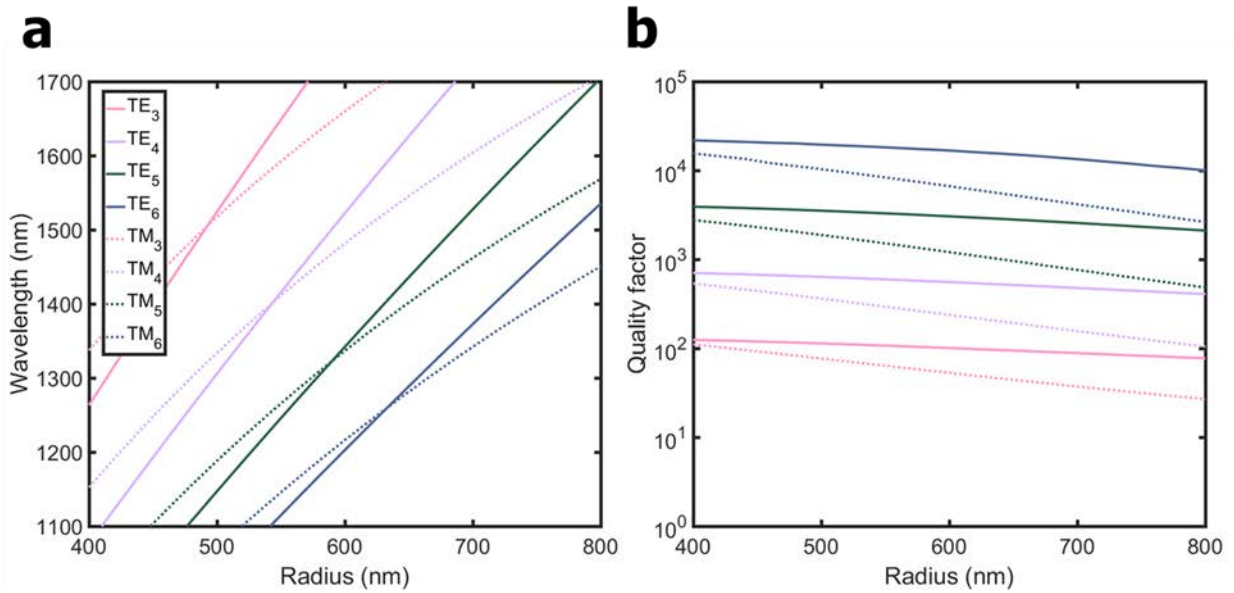 a
Wavelength (nm)
1700
1600
1500
1400
1300
1200
1100
TE3
TE4
TE5
TE6
TM3
TM4
TM5
TM6
400 500 600 700 800
Radius (nm)
b
Quality factor
10^5
10^4
10^3
10^2
10^1
10^0
400 500 600 700 800
Radius (nm)